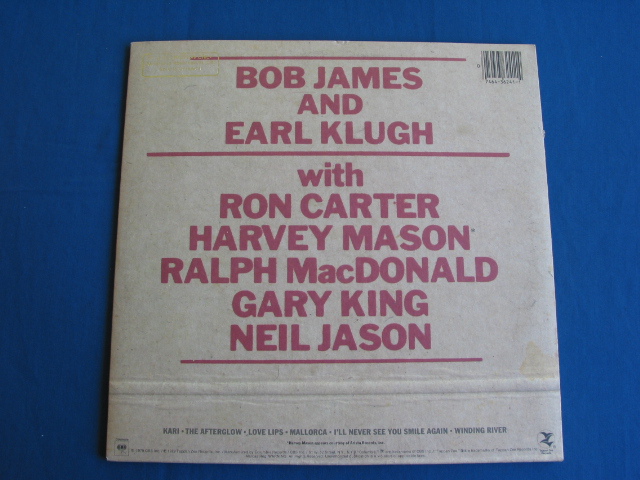 BOB JAMES
AND
EARL KLUGH
with
RON CARTER
HARVEY MASON*
RALPH MacDONALD
GARY KING
NEIL JASON
KARI • THE AFTERGLOW • LOVE LIPS • MALLORCA • I'LL NEVER SEE YOU SMILE AGAIN • WINDING RIVER